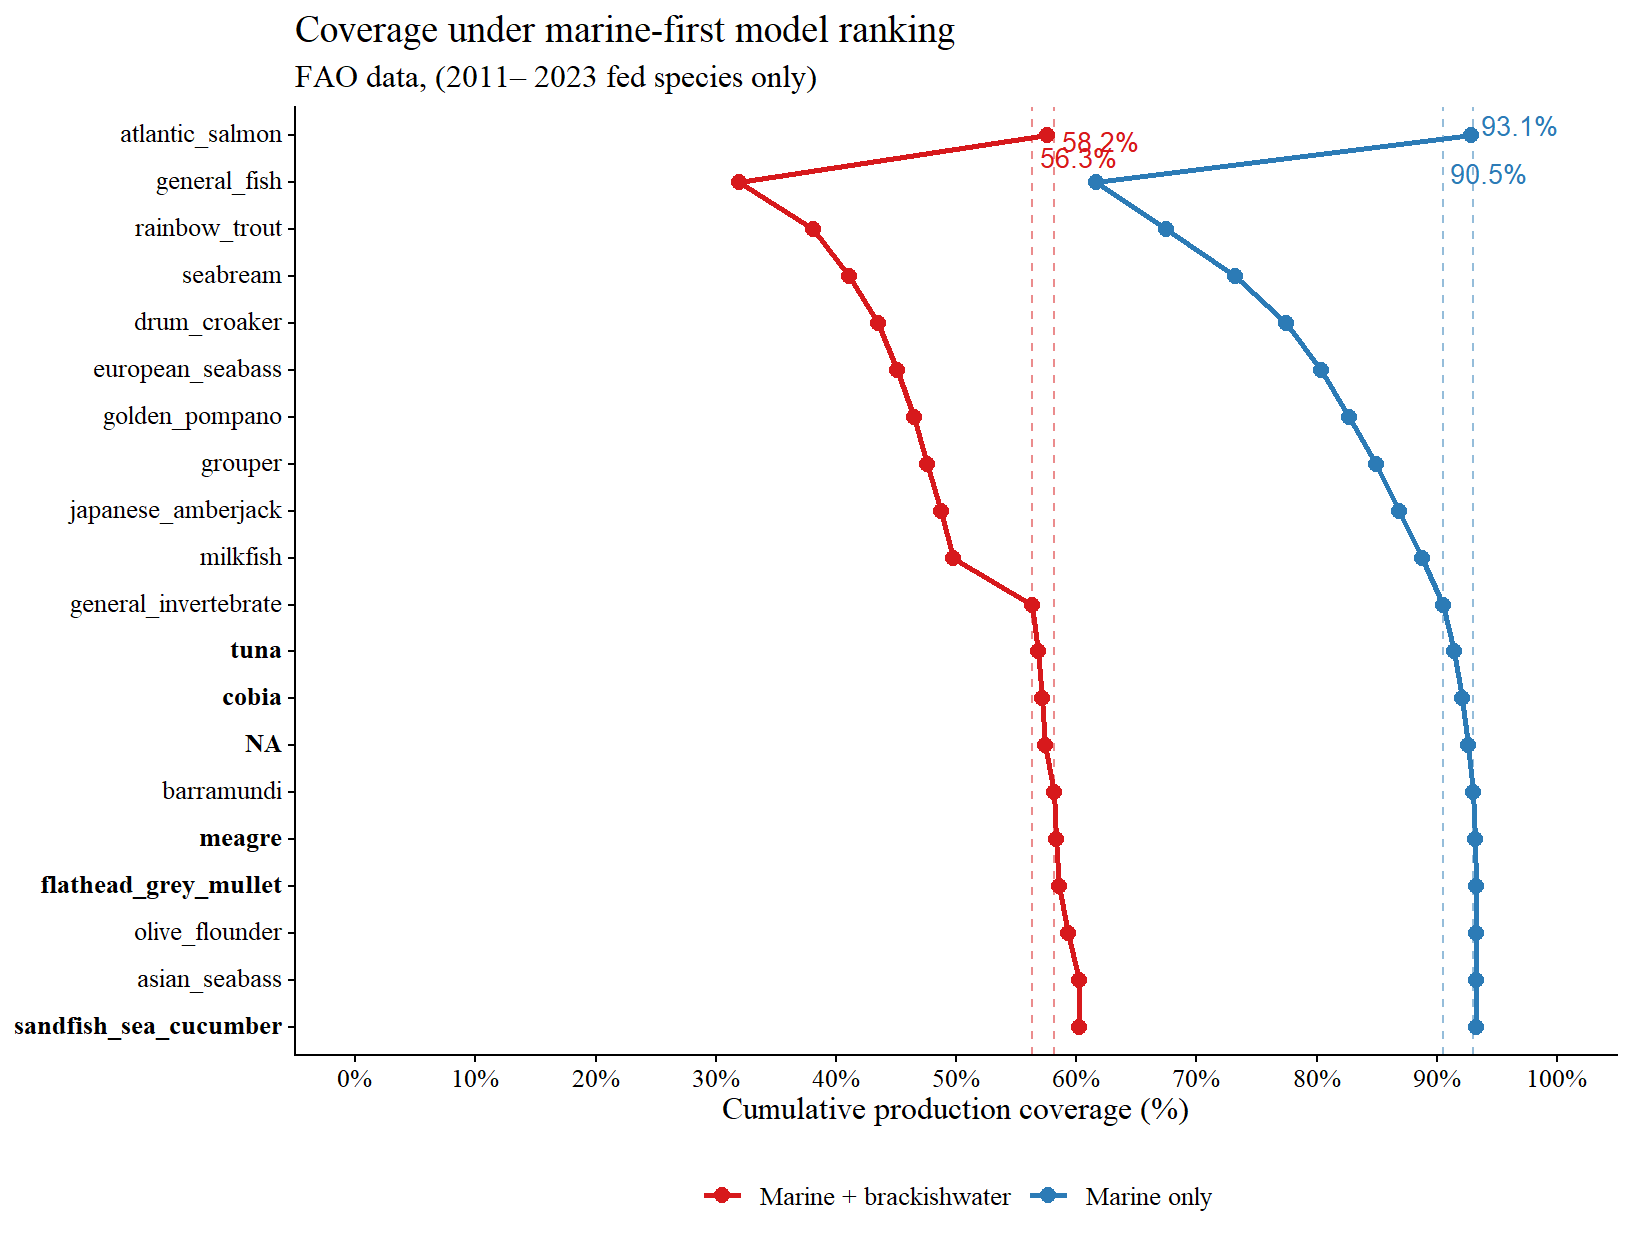 Coverage under marine-first model ranking
FAO data, (2011– 2023 fed species only)
atlantic_salmon
general_fish
rainbow_trout
seabream
drum_croaker
european_seabass
golden_pompano
grouper
japanese_amberjack
milkfish
general_invertebrate
tuna
cobia
NA
barramundi
meagre
flathead_grey_mullet
olive_flounder
asian_seabass
sandfish_sea_cucumber
58.2%
56.3%
93.1%
90.5%
0% 10% 20% 30% 40% 50% 60% 70% 80% 90% 100%
Cumulative production coverage (%)
Marine + brackishwater Marine only